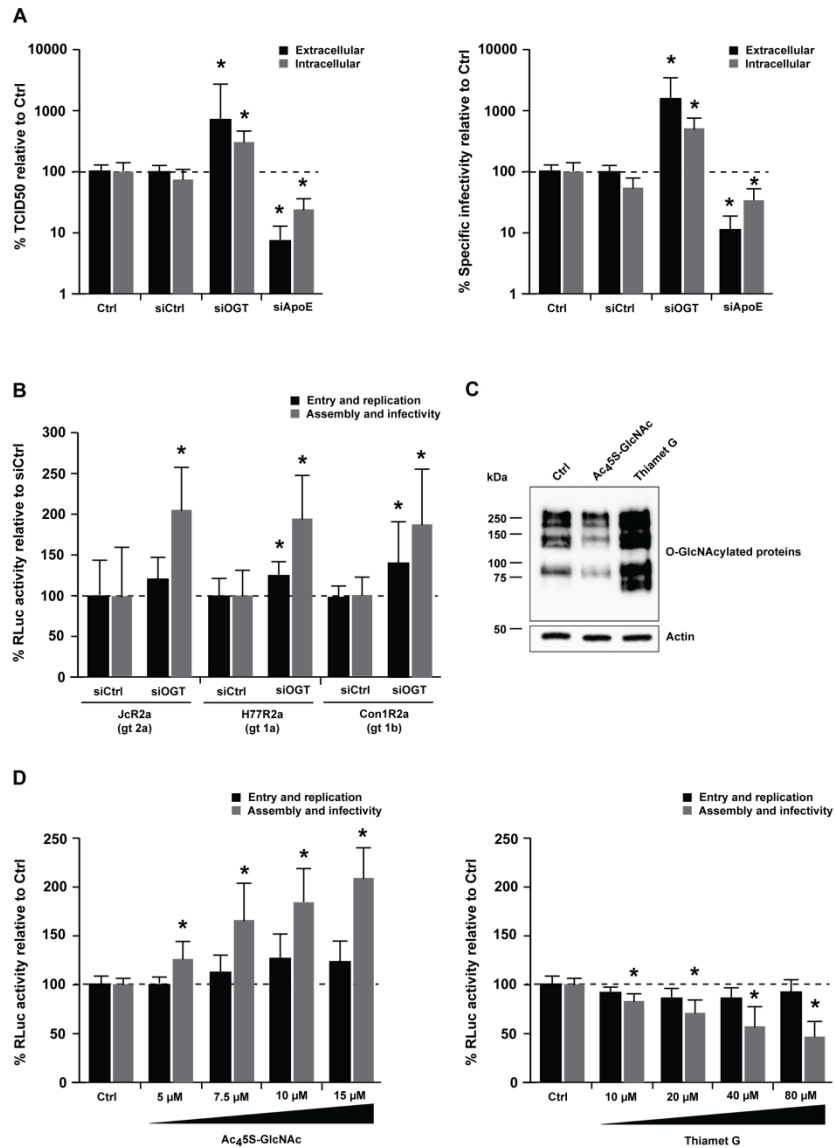 A
% TCID50 relative to Ctrl
10000
1000
100
10
1
Extracellular
Intracellular
*
*
*
*
Ctrl
siCtrl
siOGT
siApoE
% Specific infectivity relative to Ctrl
10000
1000
100
10
1
Extracellular
Intracellular
*
*
*
*
Ctrl
siCtrl
siOGT
siApoE
B
Entry and replication
Assembly and infectivity
% RLuc activity relative to siCtrl
250
200
150
100
50
0
*
*
*
*
*
siCtrl
siOGT
siCtrl
siOGT
siCtrl
siOGT
JcR2a
(gt 2a)
H77R2a
(gt 1a)
Con1R2a
(gt 1b)
C
kDa
Ctrl
Ac45S-GlcNAc
Thiamet G
250
150
100
75
50
O-GlcNAcylated proteins
Actin
D
Entry and replication
Assembly and infectivity
% RLuc activity relative to Ctrl
250
200
150
100
50
0
*
*
*
*
Ctrl
5 µM
7.5 µM
10 µM
15 µM
Ac45S-GlcNAc
Entry and replication
Assembly and infectivity
% RLuc activity relative to Ctrl
250
200
150
100
50
0
*
*
*
*
Ctrl
10 µM
20 µM
40 µM
80 µM
Thiamet G